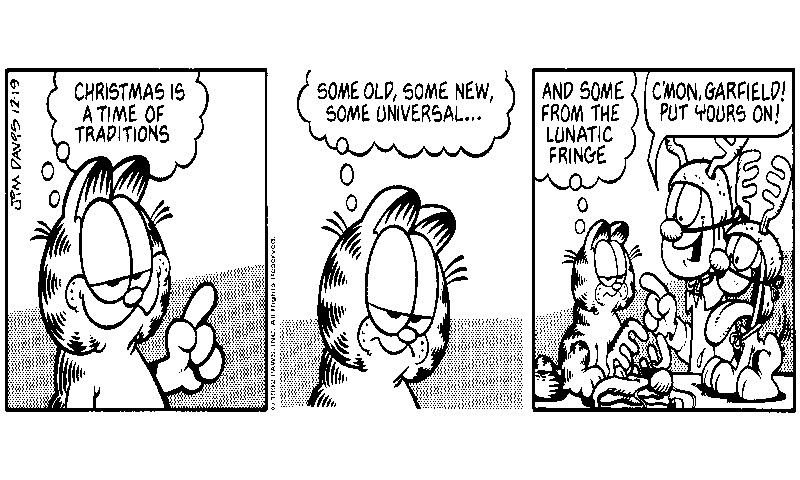 JIM DAVIS 12-19
CHRISTMAS IS
A TIME OF
TRADITIONS
SOME OLD, SOME NEW,
SOME UNIVERSAL...
AND SOME
FROM THE
LUNATIC
FRINGE
C'MON, GARFIELD!
PUT YOURS ON!